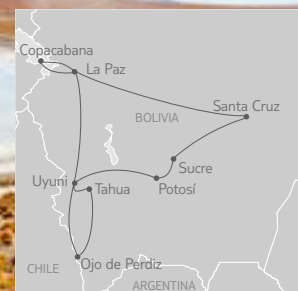 Copacabana
La Paz
Santa Cruz
BOLIVIA
Sucre
Uyuni
Tahua
Potosí
Ojo de Perdiz
CHILE
ARGENTINA